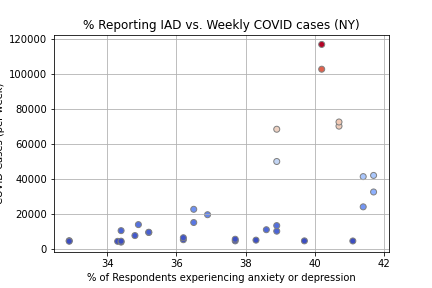 % Reporting IAD vs. Weekly COVID cases (NY)
120000
100000
80000
60000
40000
20000
0
cases (per week)
34 36 38 40 42
% of Respondents experiencing anxiety or depression